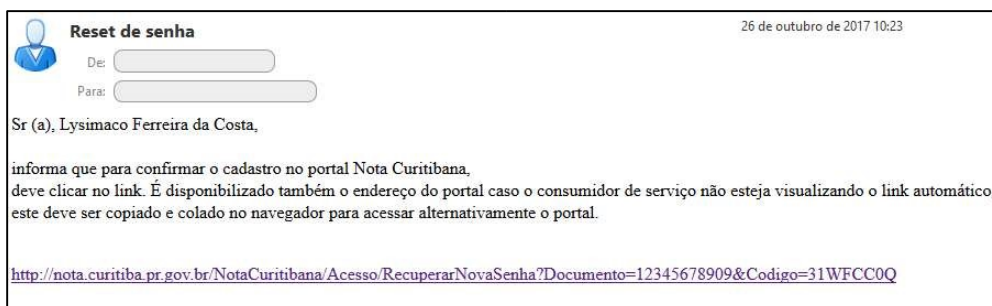 Reset de senha
26 de outubro de 2017 10:23
De:
Para:
Sr (a), Lysimaco Ferreira da Costa,
informa que para confirmar o cadastro no portal Nota Curitibana,
deve clicar no link. É disponibilizado também o endereço do portal caso o consumidor de serviço não esteja visualizando o link automático
este deve ser copiado e colado no navegador para acessar alternativamente o portal.
http://nota.curitiba.pr.gov.br/NotaCuritibana/Acesso/RecuperarNovaSenha?Documento=12345678909&Codigo=31WFCC0Q